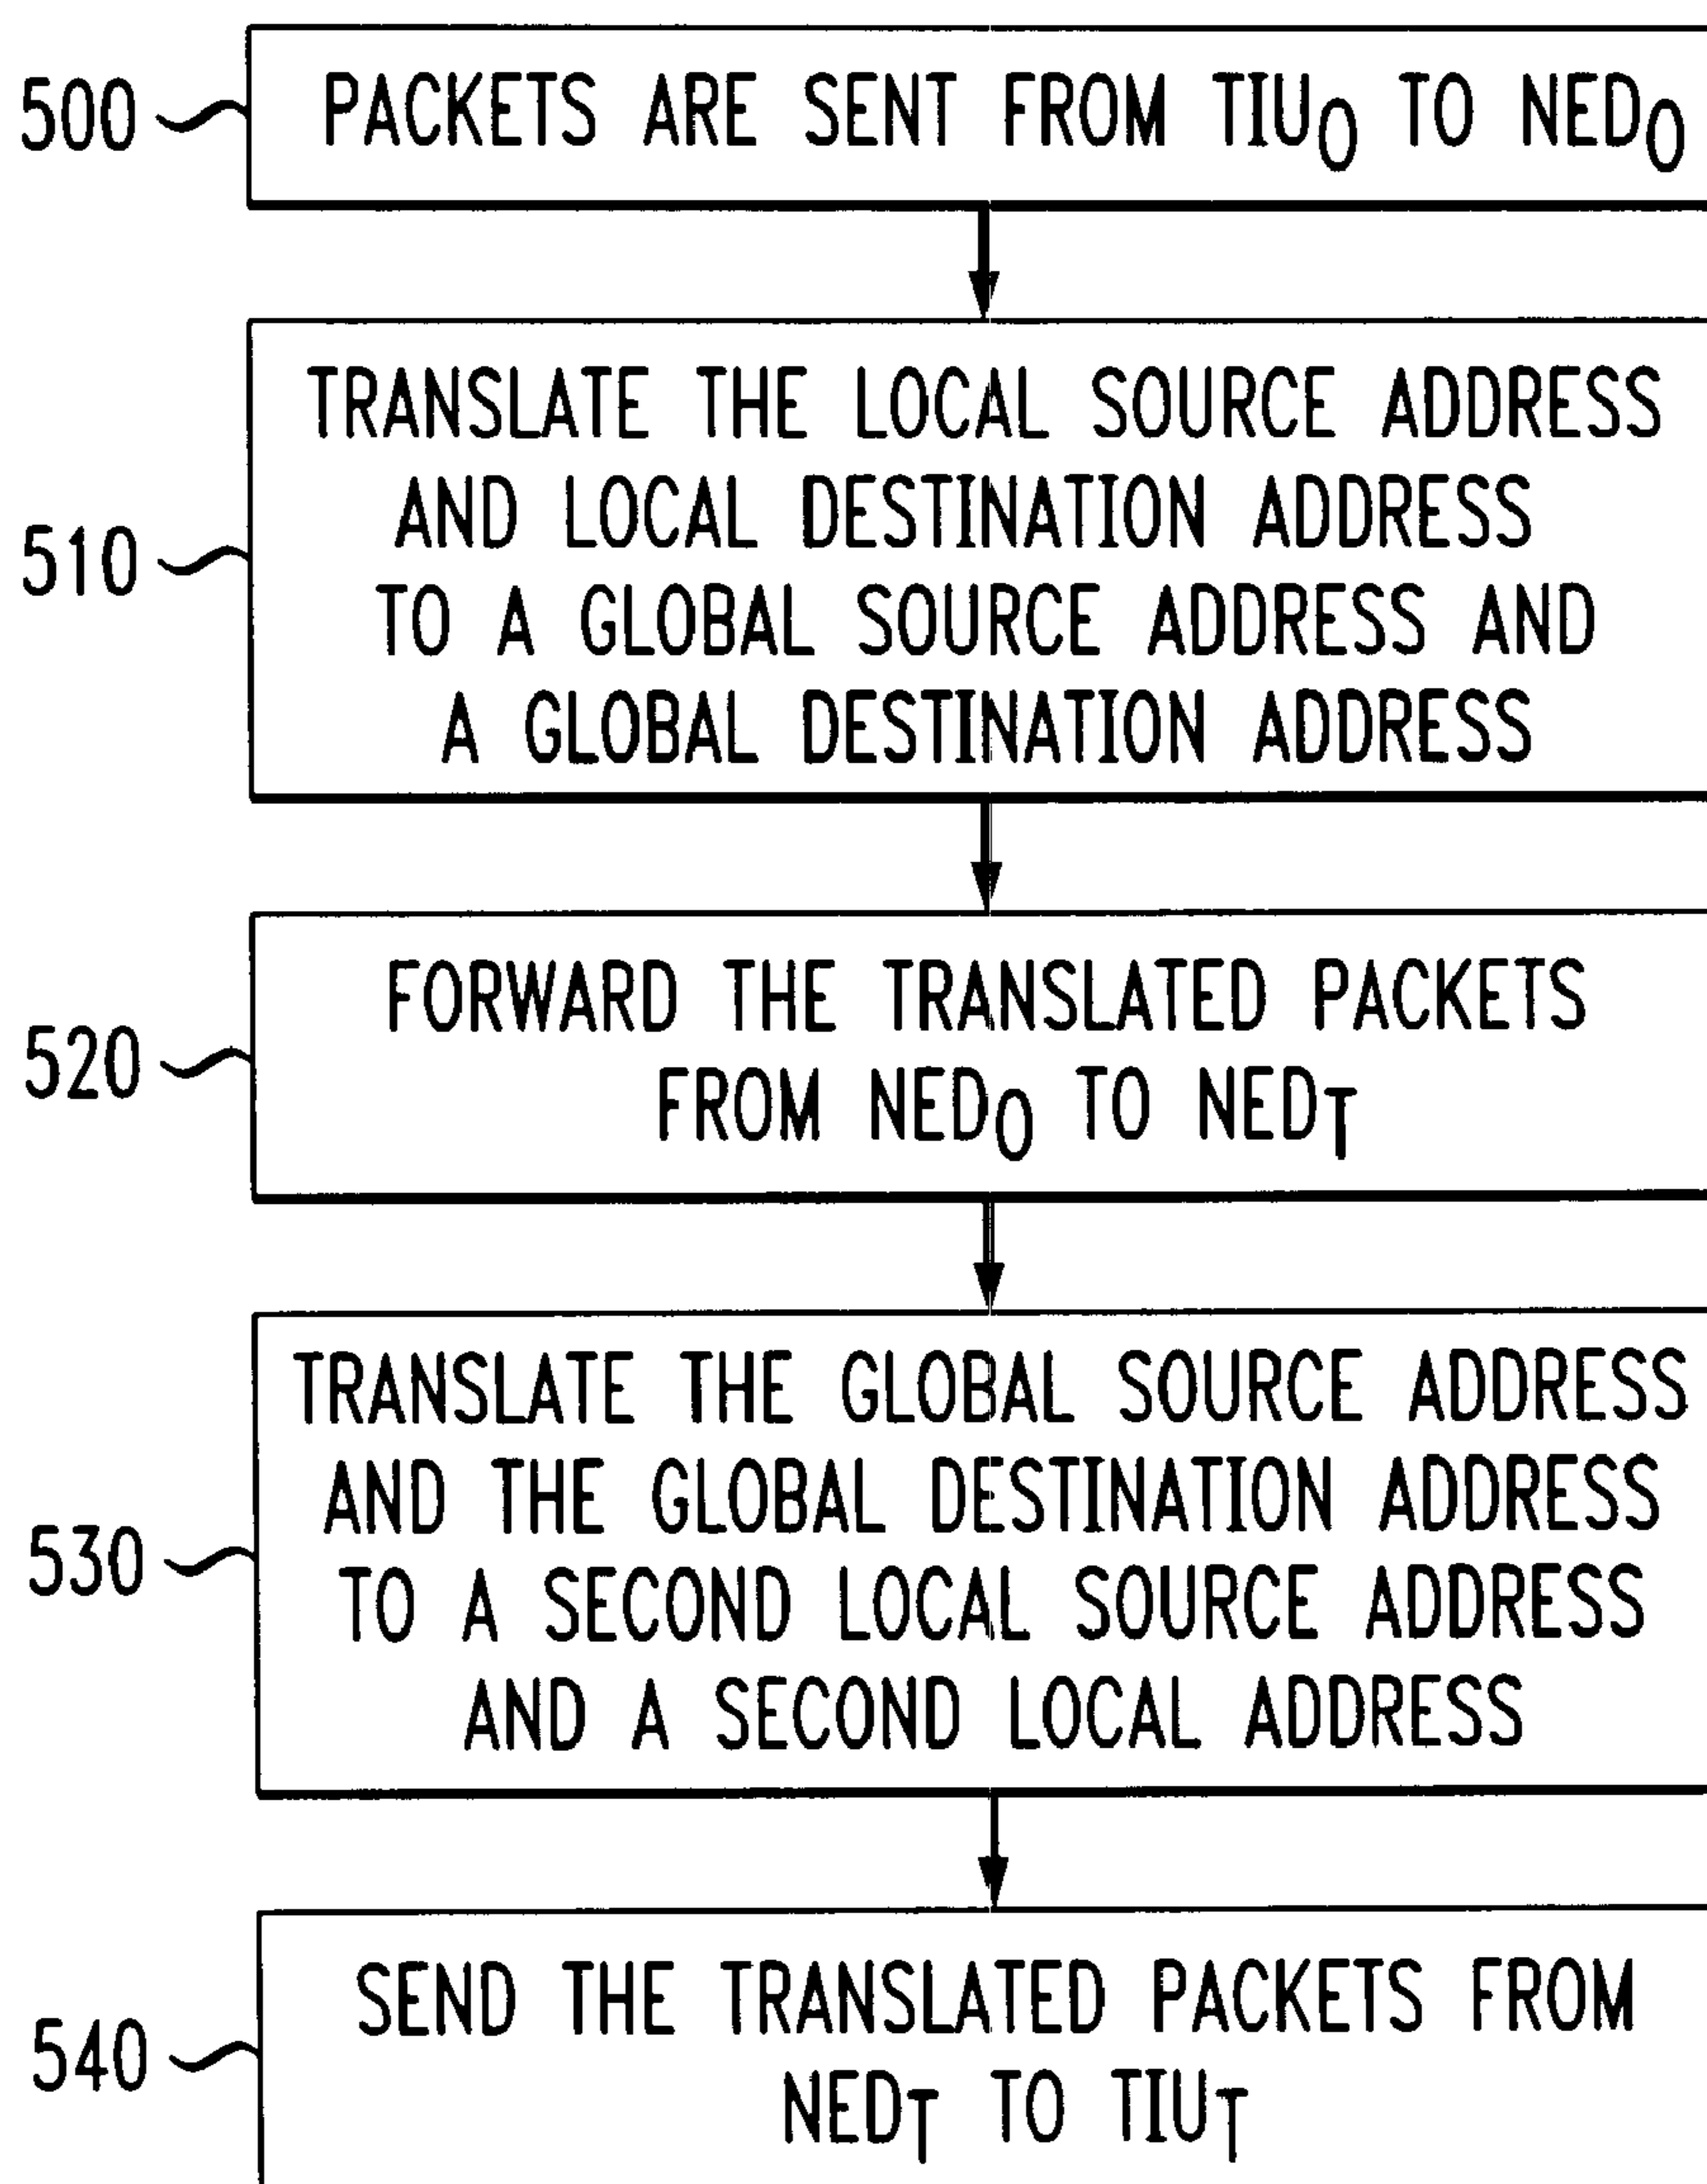 500
PACKETS ARE SENT FROM TIUO TO NEDO
510
TRANSLATE THE LOCAL SOURCE ADDRESS
AND LOCAL DESTINATION ADDRESS
TO A GLOBAL SOURCE ADDRESS AND
A GLOBAL DESTINATION ADDRESS
520
FORWARD THE TRANSLATED PACKETS
FROM NEDO TO NEDT
530
TRANSLATE THE GLOBAL SOURCE ADDRESS
AND THE GLOBAL DESTINATION ADDRESS
TO A SECOND LOCAL SOURCE ADDRESS
AND A SECOND LOCAL ADDRESS
540
SEND THE TRANSLATED PACKETS FROM
NEDT TO TIUT